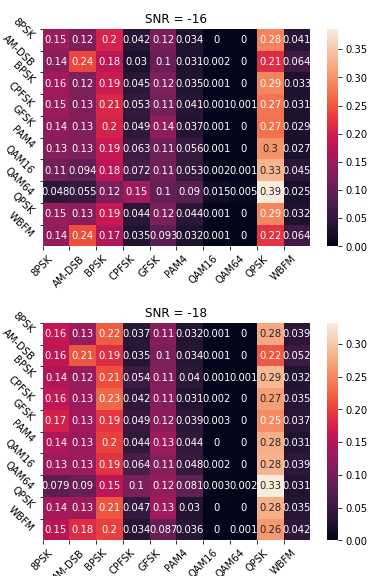 SNR = -16
8PSK 0.15 0.12 0.2 0.042 0.12 0.034 0 0 0.28 0.041
AM-DSB 0.14 0.24 0.18 0.03 0.1 0.031 0.002 0 0.21 0.064
BPSK 0.16 0.12 0.19 0.045 0.12 0.035 0.001 0 0.29 0.033
CPFSK 0.15 0.13 0.21 0.053 0.11 0.041 0.001 0.001 0.27 0.031
GFSK 0.14 0.13 0.2 0.049 0.14 0.037 0.001 0 0.27 0.029
PAM4 0.13 0.13 0.19 0.063 0.11 0.056 0.001 0 0.3 0.027
QAM16 0.11 0.094 0.18 0.072 0.11 0.053 0.002 0.001 0.33 0.045
QAM64 0.048 0.055 0.12 0.15 0.1 0.09 0.015 0.005 0.39 0.025
QPSK 0.15 0.13 0.19 0.044 0.12 0.044 0.001 0 0.29 0.032
WBFM 0.14 0.24 0.17 0.035 0.093 0.032 0.001 0 0.22 0.064
8PSK AM-DSB BPSK CPFSK GFSK PAM4 QAM16 QAM64 QPSK WBFM
0.35
0.30
0.25
0.20
0.15
0.10
0.05
0.00
SNR = -18
8PSK 0.16 0.13 0.22 0.037 0.11 0.032 0.001 0 0.28 0.039
AM-DSB 0.16 0.21 0.19 0.035 0.1 0.034 0.001 0 0.22 0.052
BPSK 0.14 0.12 0.21 0.054 0.11 0.04 0.001 0.001 0.29 0.032
CPFSK 0.16 0.13 0.23 0.042 0.11 0.031 0.002 0 0.27 0.035
GFSK 0.17 0.13 0.19 0.049 0.12 0.039 0.003 0 0.25 0.037
PAM4 0.14 0.13 0.2 0.044 0.13 0.044 0 0 0.28 0.031
QAM16 0.13 0.13 0.19 0.064 0.11 0.048 0.002 0 0.28 0.039
QAM64 0.079 0.09 0.15 0.1 0.12 0.081 0.003 0.002 0.33 0.031
QPSK 0.14 0.13 0.21 0.047 0.13 0.03 0 0 0.28 0.031
WBFM 0.15 0.18 0.2 0.034 0.087 0.036 0 0.001 0.26 0.042
8PSK AM-DSB BPSK CPFSK GFSK PAM4 QAM16 QAM64 QPSK WBFM
0.30
0.25
0.20
0.15
0.10
0.05
0.00